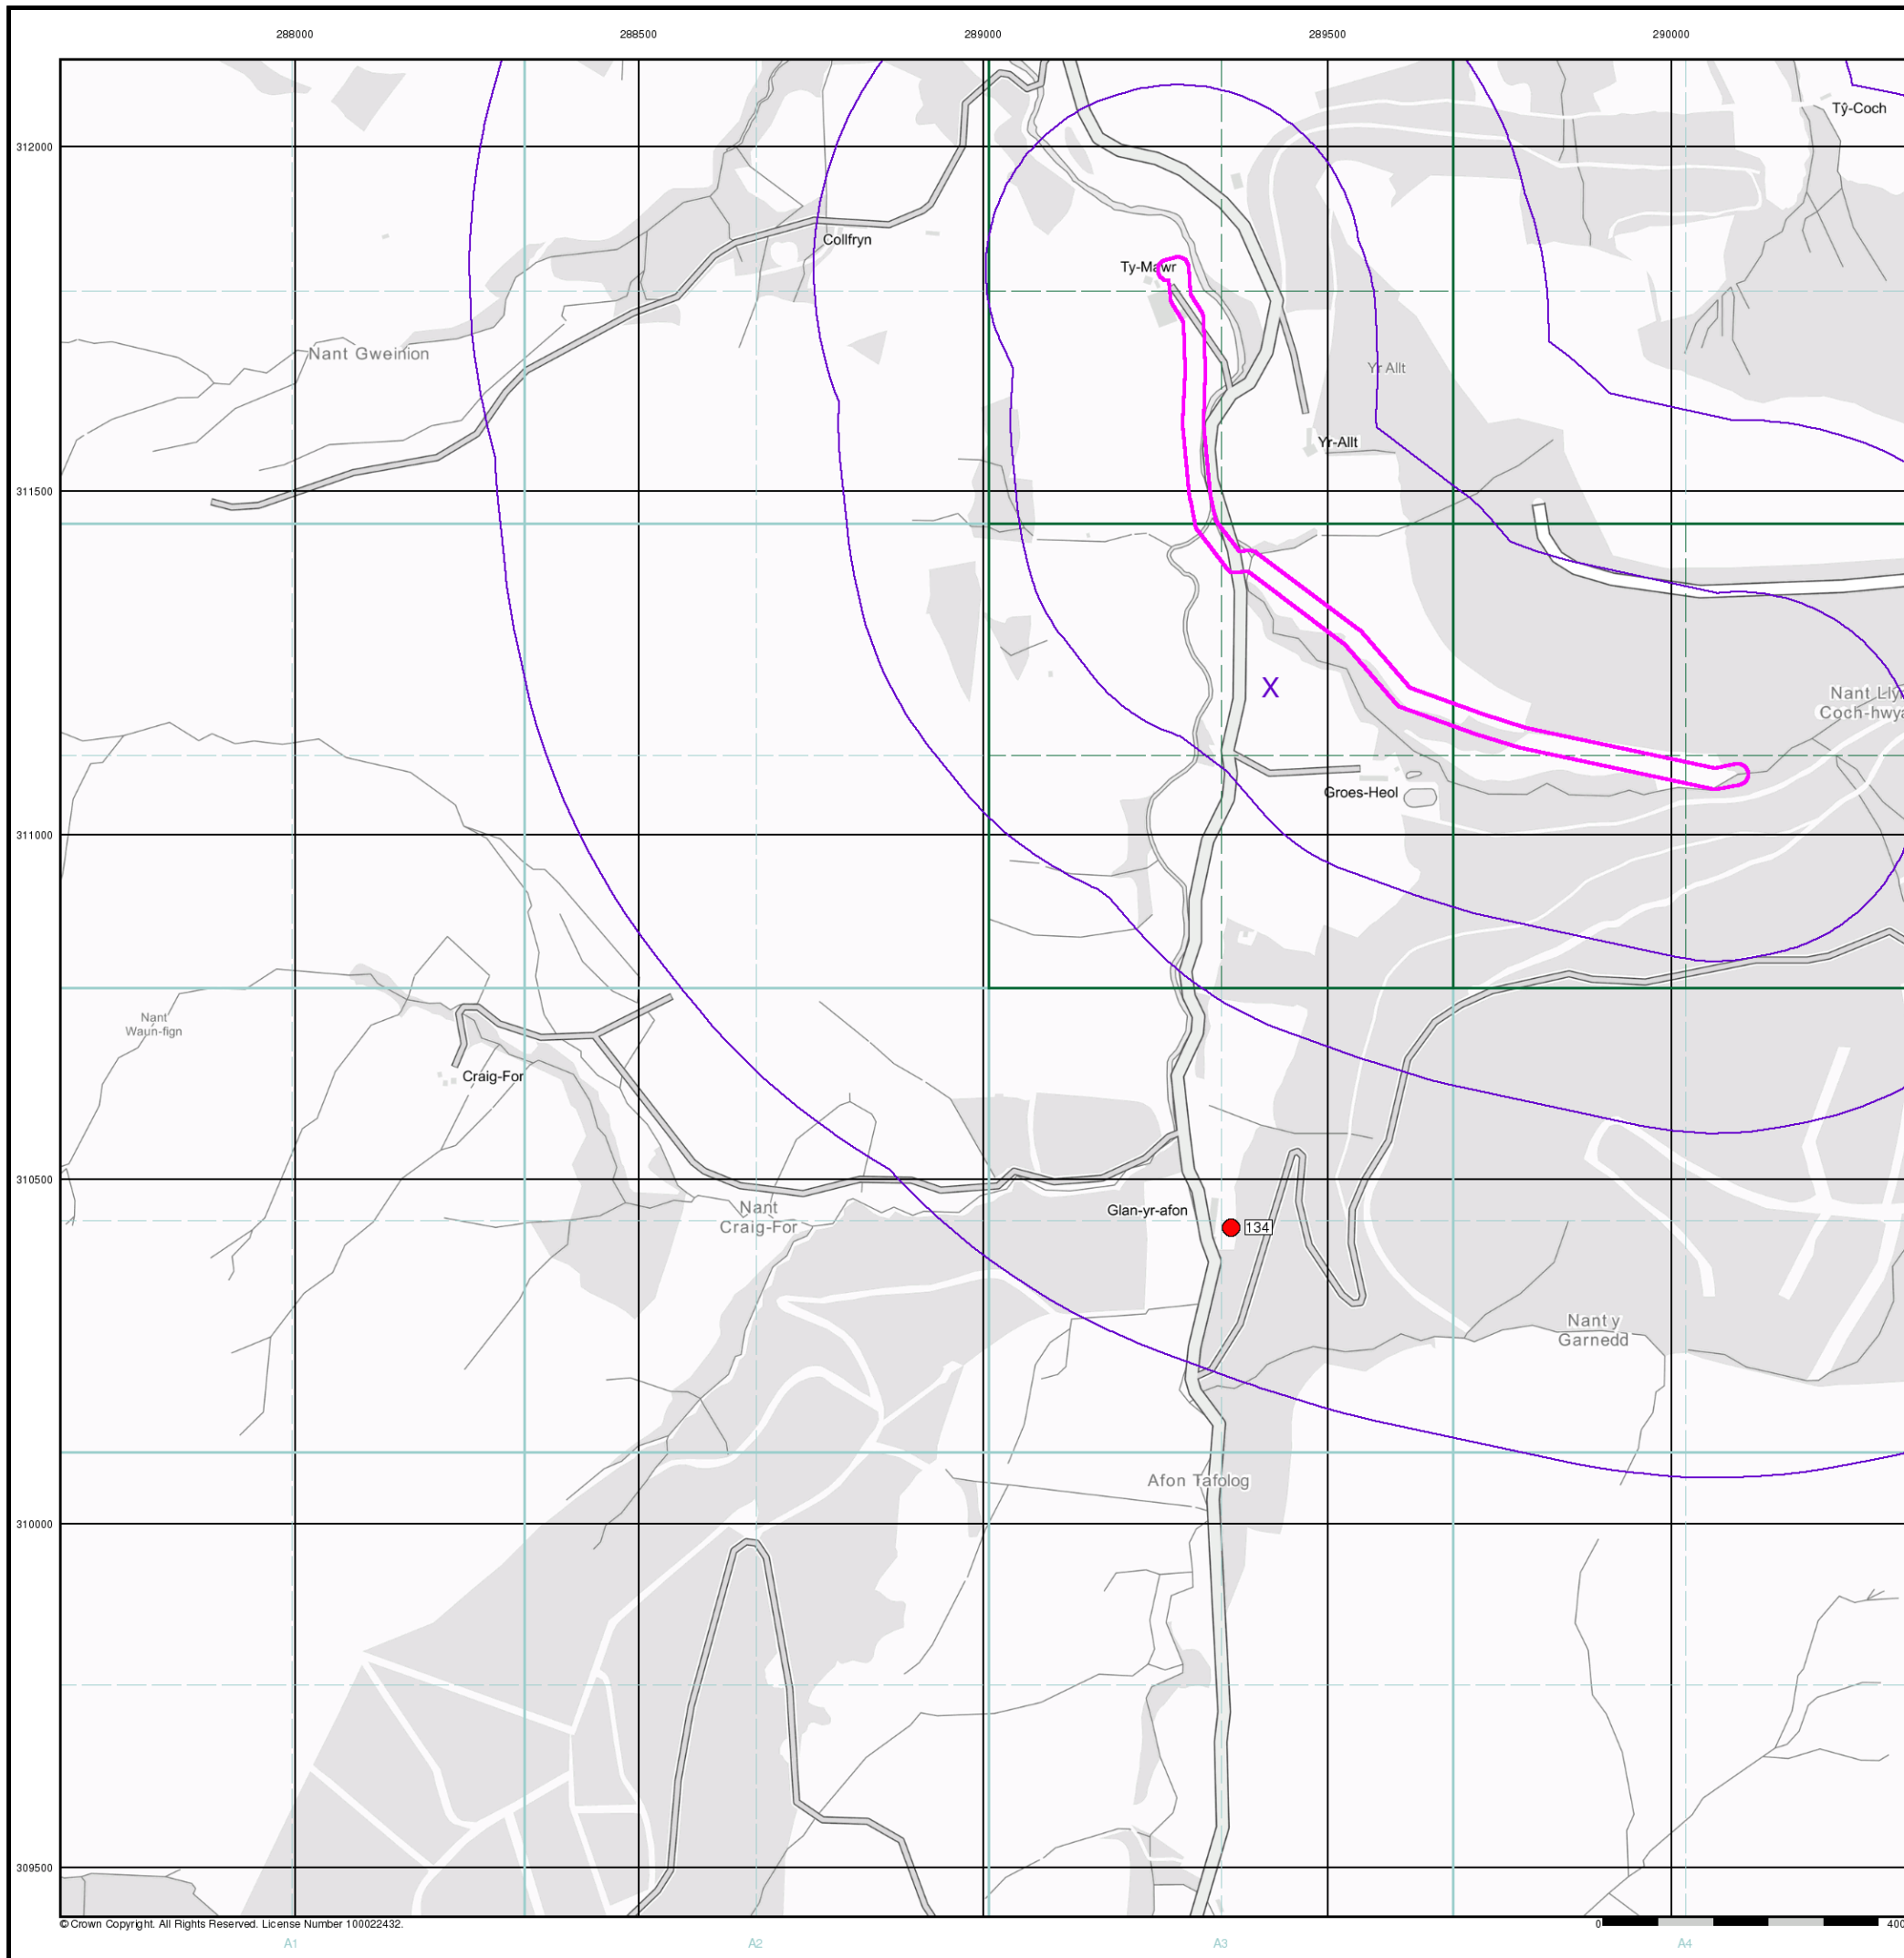 288000 288500 289000 289500 290000
Tŷ-Coch
312000
Collfryn
Ty-Mawr
Nant Gweinion
Yr Allt
Yr-Allt
311500
X
Nant
Coch-hwya
Groes-Heol
311000
Nant
Waun-fign
Craig-For
310500
Nant
Craig-For
Glan-yr-afon
134
Nant y
Garnedd
Afon Tafolog
310000
309500
© Crown Copyright. All Rights Reserved. License Number 100022432.
0 400
A1 A2 A3 A4